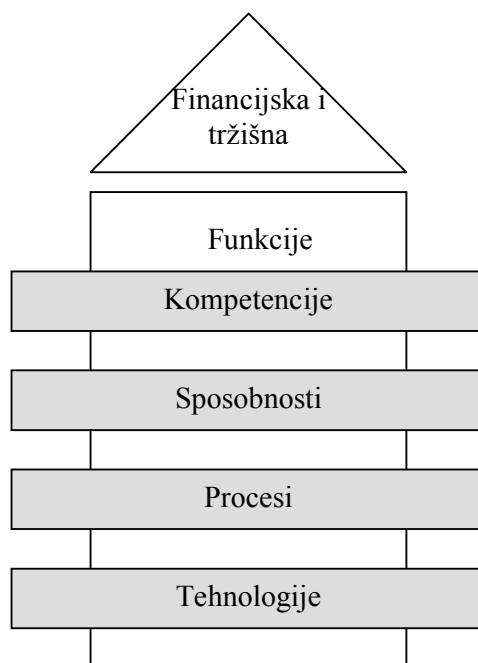 Financijska i
tržišna
Funkcije
Kompetencije
Sposobnosti
Procesi
Tehnologije